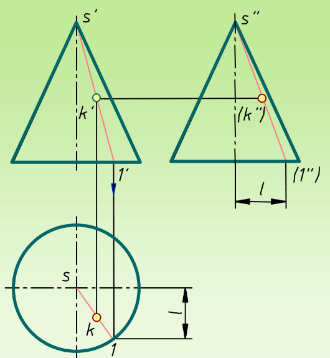 s' s"
k' (k")
1' (1")
l
s
k l
1